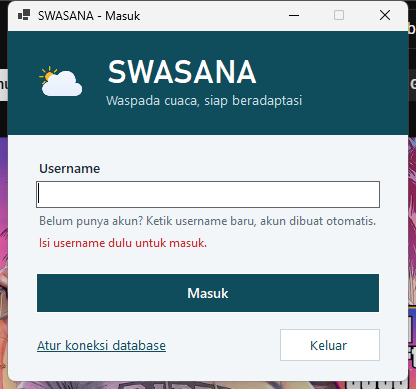 SWASANA - Masuk
SWASANA
Waspada cuaca, siap beradaptasi
Username
Belum punya akun? Ketik username baru, akun dibuat otomatis.
Isi username dulu untuk masuk.
Masuk
Atur koneksi database
Keluar